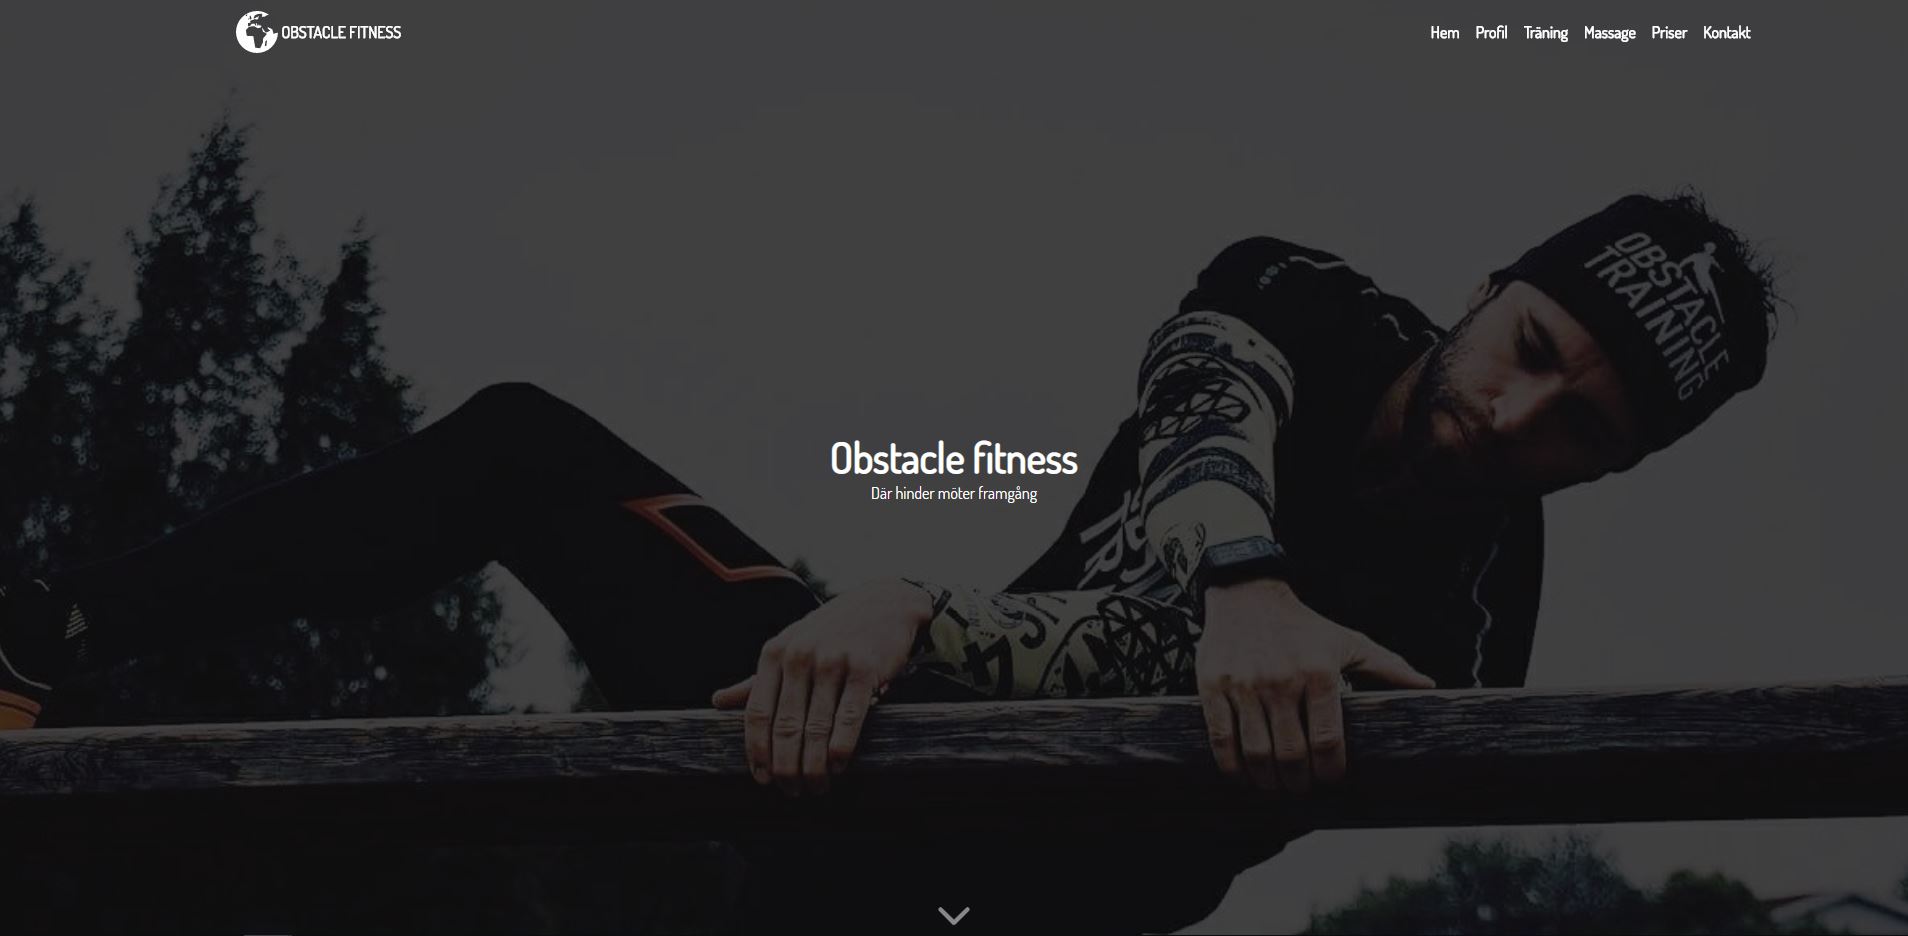 OBSTACLE FITNESS
Hem Profil Träning Massage Priser Kontakt
OBSTACLE
TRAINING
Obstacle fitness
Där hinder möter framgång